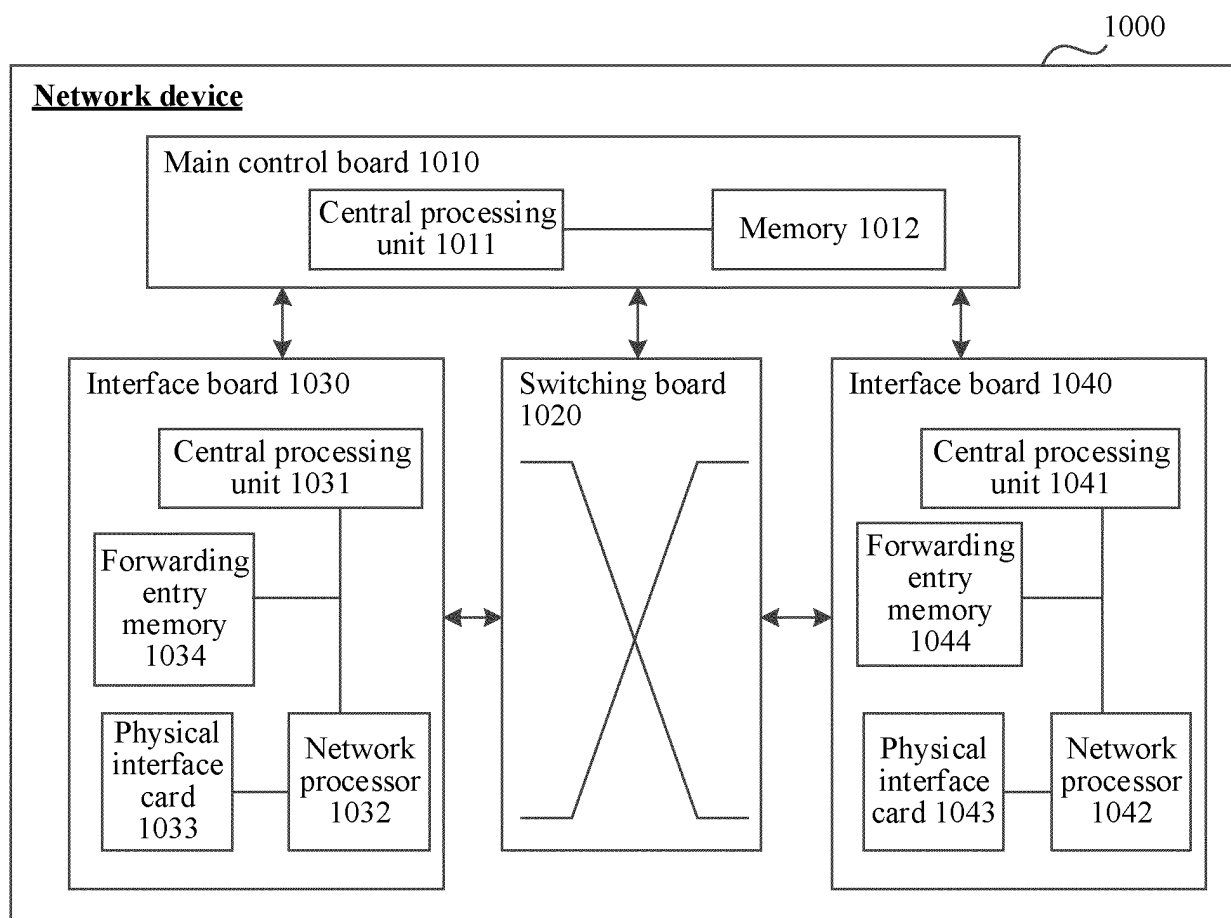 1000
Network device
Main control board 1010
Central processing
unit 1011
Memory 1012
Interface board 1030
Central processing
unit 1031
Forwarding
entry
memory
1034
Physical
interface
card
1033
Network
processor
1032
Switching board
1020
Interface board 1040
Central processing
unit 1041
Forwarding
entry
memory
1044
Physical
interface
card 1043
Network
processor
1042